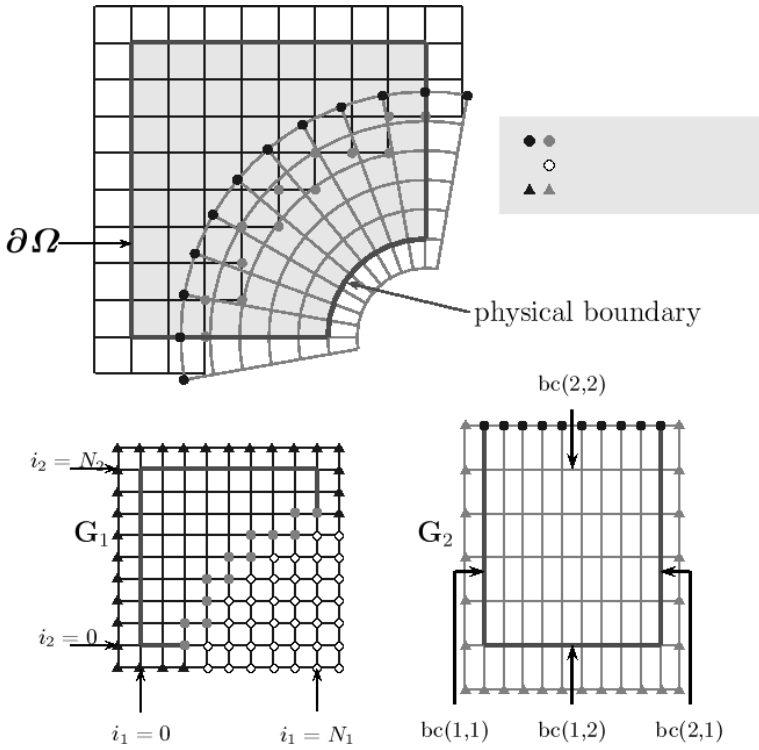 ∂Ω
physical boundary
bc(2,2)
i₂ = N₂
G₁
G₂
i₂ = 0
i₁ = 0
i₁ = N₁
bc(1,1)
bc(1,2)
bc(2,1)